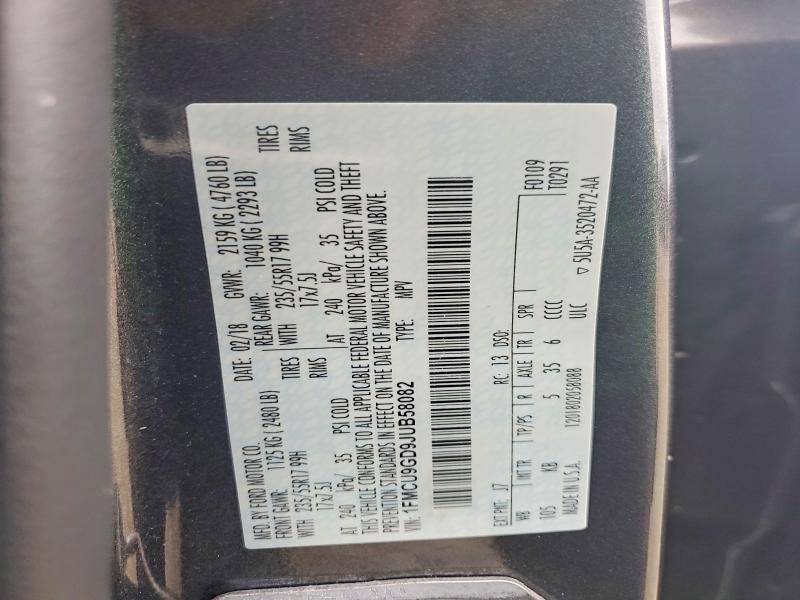 MFD. BY FORD MOTOR CO.
DATE: 02/18 GVWR: 2159 KG ( 4760 LB)
FRONT GAWR: 1125 KG ( 2480 LB) REAR GAWR: 1040 KG ( 2293 LB)
WITH 235/55R17 99H TIRES WITH 235/55R17 99H TIRES
17x7.5J RIMS 17x7.5J RIMS
AT 240 kPa/ 35 PSI COLD AT 240 kPa/ 35 PSI COLD
THIS VEHICLE CONFORMS TO ALL APPLICABLE FEDERAL MOTOR VEHICLE SAFETY AND THEFT
PREVENTION STANDARDS IN EFFECT ON THE DATE OF MANUFACTURE SHOWN ABOVE.
VIN: 1FMCU9GD9JUB58082 TYPE: MPV
F0109
T0291
EXT PNT: J7 RC: 13 DSO:
WB INT TR TP/PS R AXLE TR SPR
105 KB 5 35 6 CCCC
MADE IN U.S.A. 1201802058088 ULC
▽ 5U5A-3520472-AA